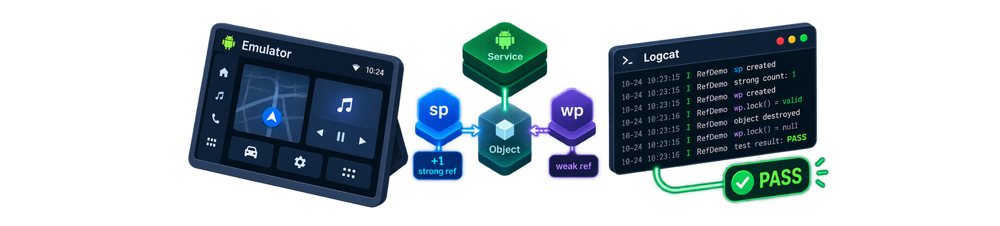 Emulator
10:24
Service
sp
wp
Object
+1
strong ref
weak ref
>_ Logcat
10-24 10:23:15 I RefDemo sp created
10-24 10:23:15 I RefDemo strong count: 1
10-24 10:23:15 I RefDemo wp created
10-24 10:23:16 I RefDemo wp.lock() = valid
10-24 10:23:15 I RefDemo object destroyed
10-24 10:23:15 I RefDemo wp.lock() = null
10-24 10:23:16 I RefDemo test result: PASS
PASS